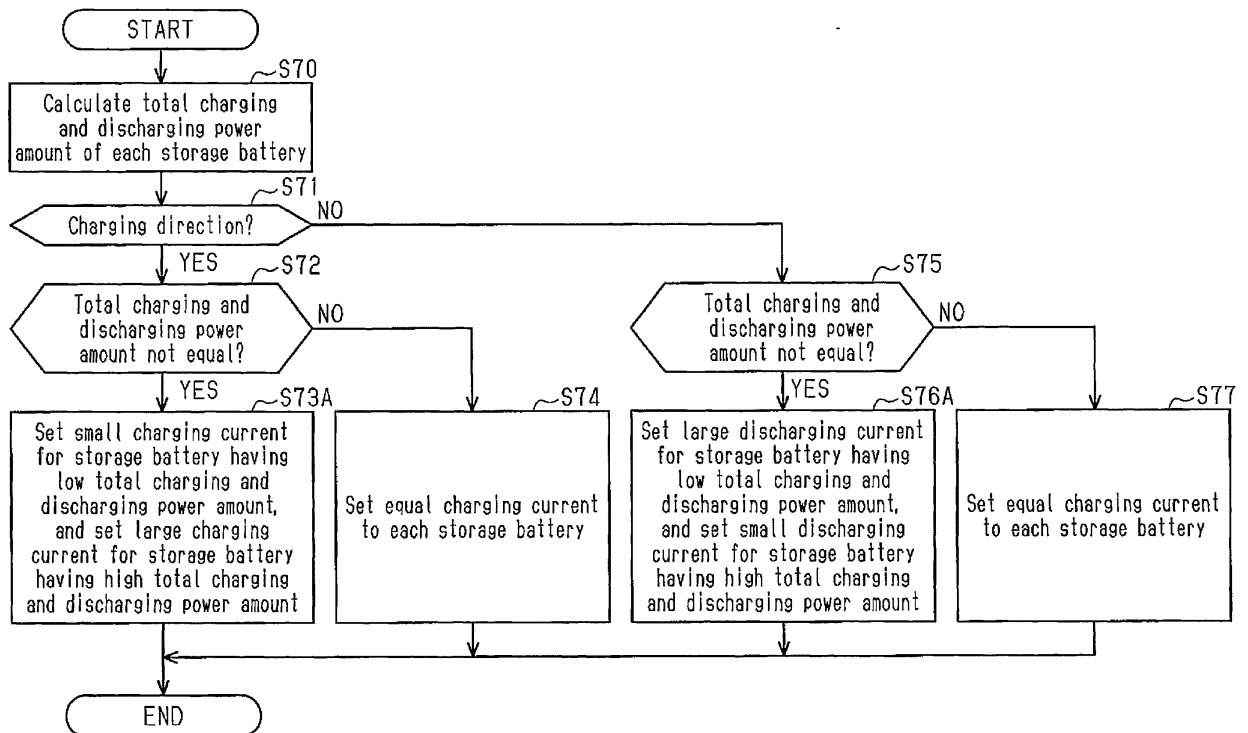 START
S70
Calculate total charging
and discharging power
amount of each storage battery
S71
Charging direction?
NO
YES
S72
Total charging and
discharging power
amount not equal?
NO
YES
S73A
Set small charging current
for storage battery having
low total charging and
discharging power amount,
and set large charging
current for storage battery
having high total charging
and discharging power amount
S74
Set equal charging current
to each storage battery
S75
Total charging and
discharging power
amount not equal?
NO
YES
S76A
Set large discharging current
for storage battery having
low total charging and
discharging power amount,
and set small discharging
current for storage battery
having high total charging
and discharging power amount
S77
Set equal charging current
to each storage battery
END